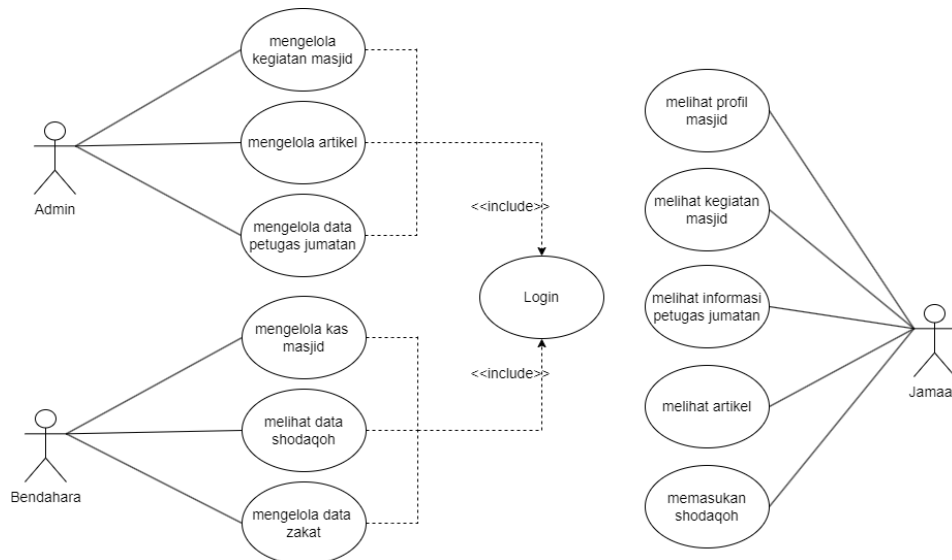 mengelola
kegiatan masjid
mengelola artikel
mengelola data
petugas jumatan
Admin
<<include>>
Login
<<include>>
mengelola kas
masjid
melihat data
shodaqoh
mengelola data
zakat
Bendahara
melihat profil
masjid
melihat kegiatan
masjid
melihat informasi
petugas jumatan
melihat artikel
memasukan
shodaqoh
Jamaa